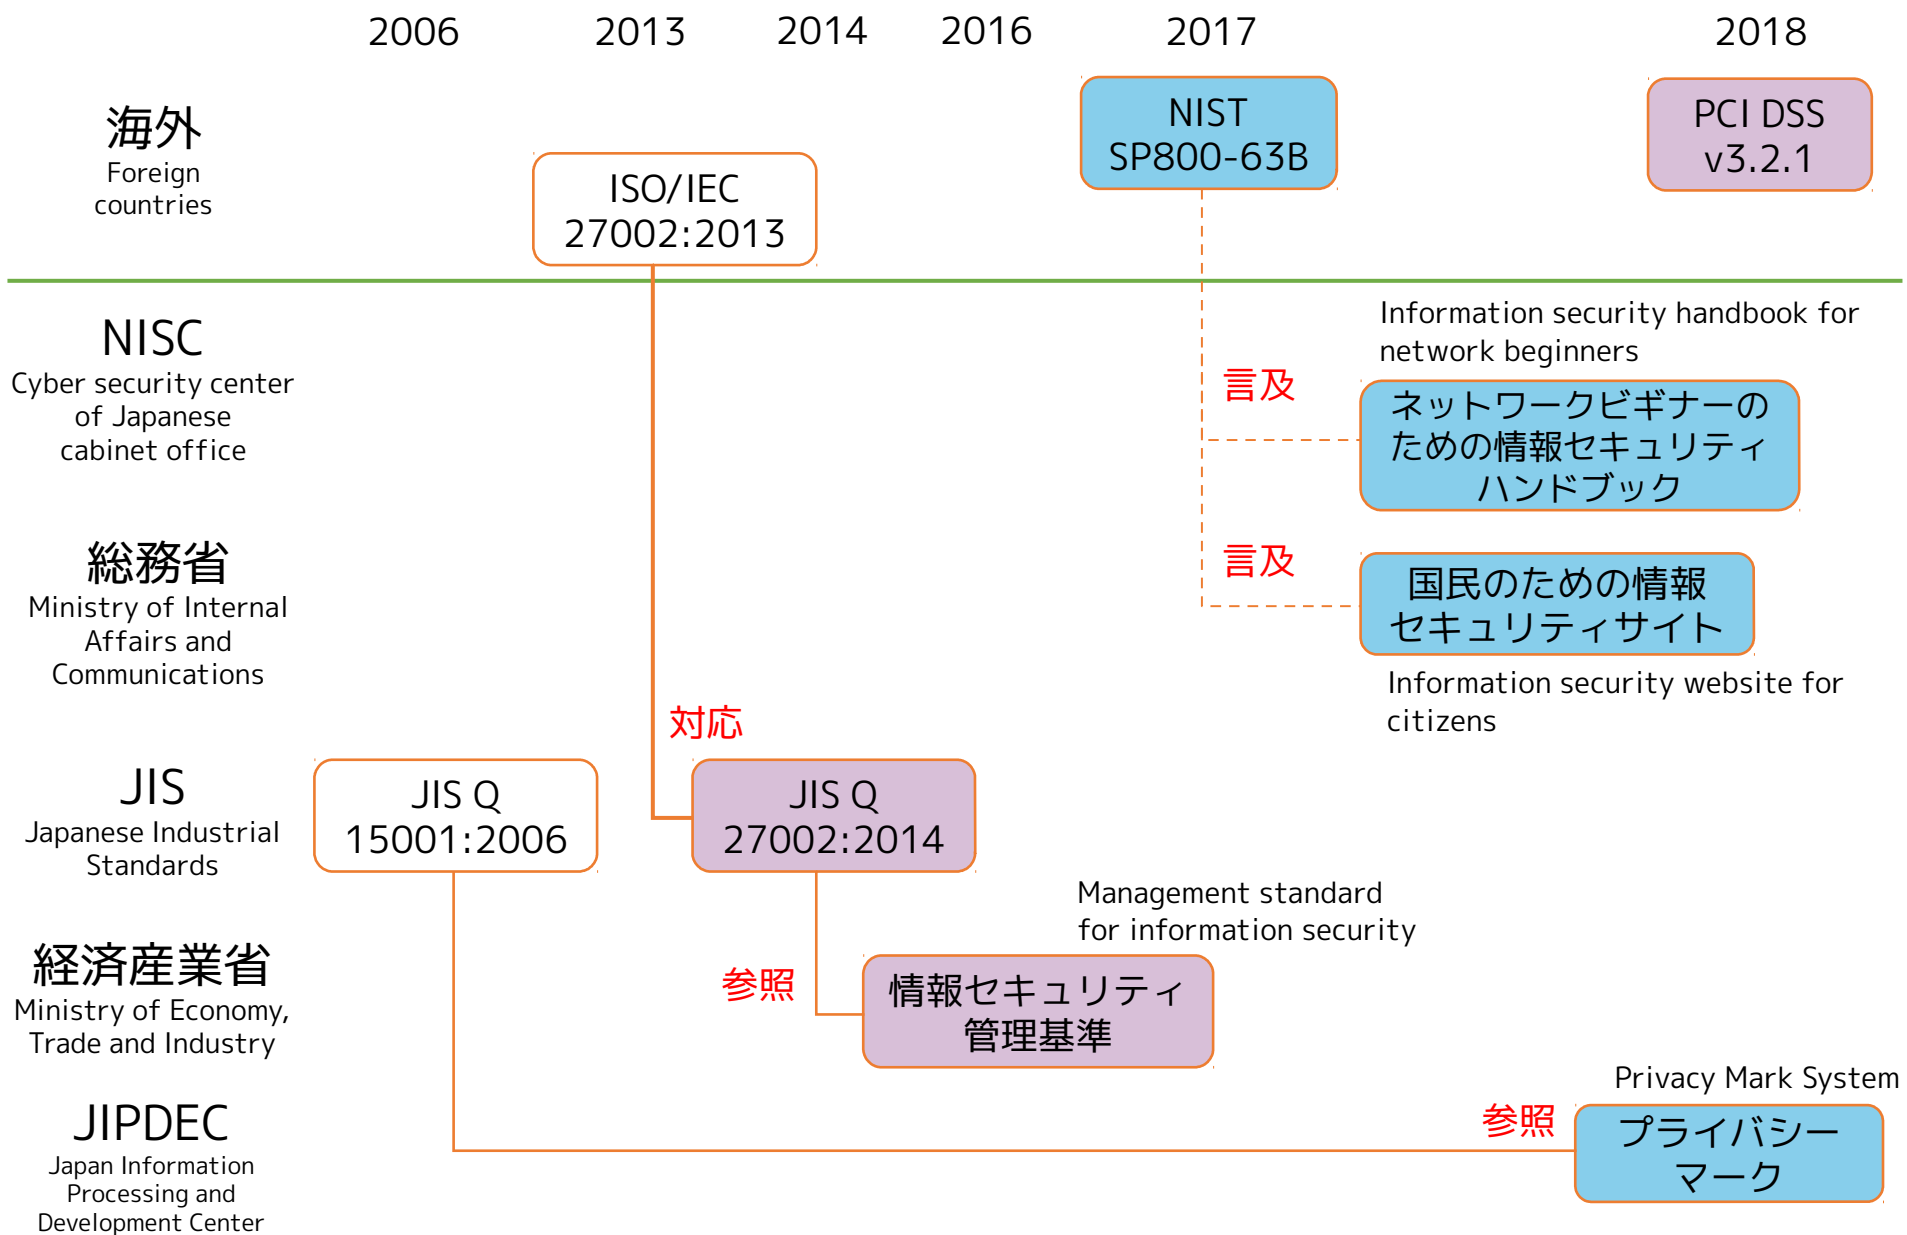 2006 2013 2014 2016 2017 2018
海外
Foreign
countries
ISO/IEC
27002:2013
NIST
SP800-63B
PCI DSS
v3.2.1
NISC
Cyber security center
of Japanese
cabinet office
Information security handbook for
network beginners
言及
ネットワークビギナーの
ための情報セキュリティ
ハンドブック
総務省
Ministry of Internal
Affairs and
Communications
言及
国民のための情報
セキュリティサイト
Information security website for
citizens
対応
JIS
Japanese Industrial
Standards
JIS Q
15001:2006
JIS Q
27002:2014
経済産業省
Ministry of Economy,
Trade and Industry
Management standard
for information security
参照
情報セキュリティ
管理基準
JIPDEC
Japan Information
Processing and
Development Center
Privacy Mark System
参照
プライバシー
マーク